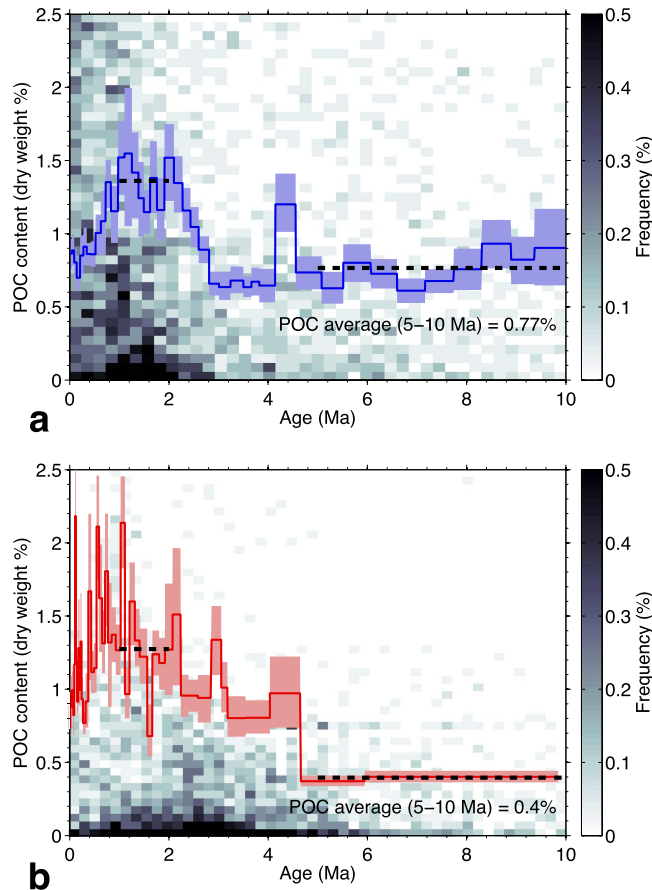 2.5
2
1.5
1
0.5
0
POC content (dry weight %)
0 2 4 6 8 10
Age (Ma)
POC average (5−10 Ma) = 0.77%
0.5
0.4
0.3
0.2
0.1
0
Frequency (%)
a
2.5
2
1.5
1
0.5
0
POC content (dry weight %)
0 2 4 6 8 10
Age (Ma)
POC average (5−10 Ma) = 0.4%
0.5
0.4
0.3
0.2
0.1
0
Frequency (%)
b